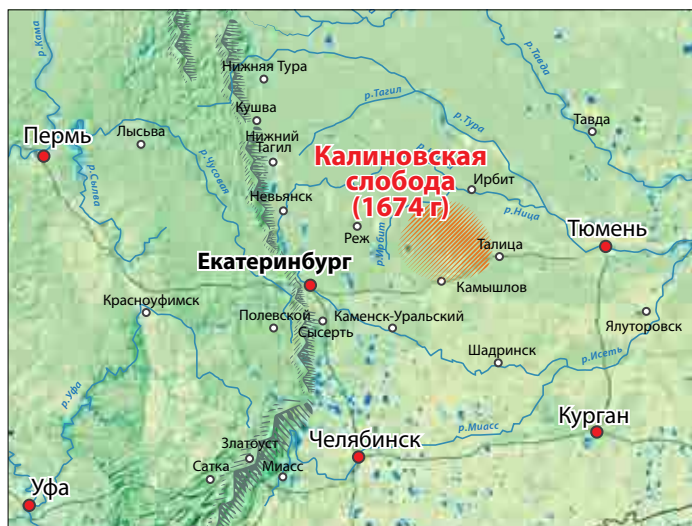 р.Кама
Нижняя Тура
р.Тавда
Кушва
р.Тагил
Тавда
Пермь
Лысьва
Нижний
Тагил
р.Тура
Калиновская
слобода
(1674 г)
р.Сылва
р.Чусовая
Невьянск
Ирбит
р.Ница
Реж
р.Ирбит
Талица
Тюмень
Екатеринбург
Камышлов
Красноуфимск
Полевской
Сысерть
Каменск-Уральский
Ялуторовск
Шадринск
р.Исеть
р.Уфа
Златоуст
Челябинск
р.Миасс
Курган
Сатка
Миасс
Уфа